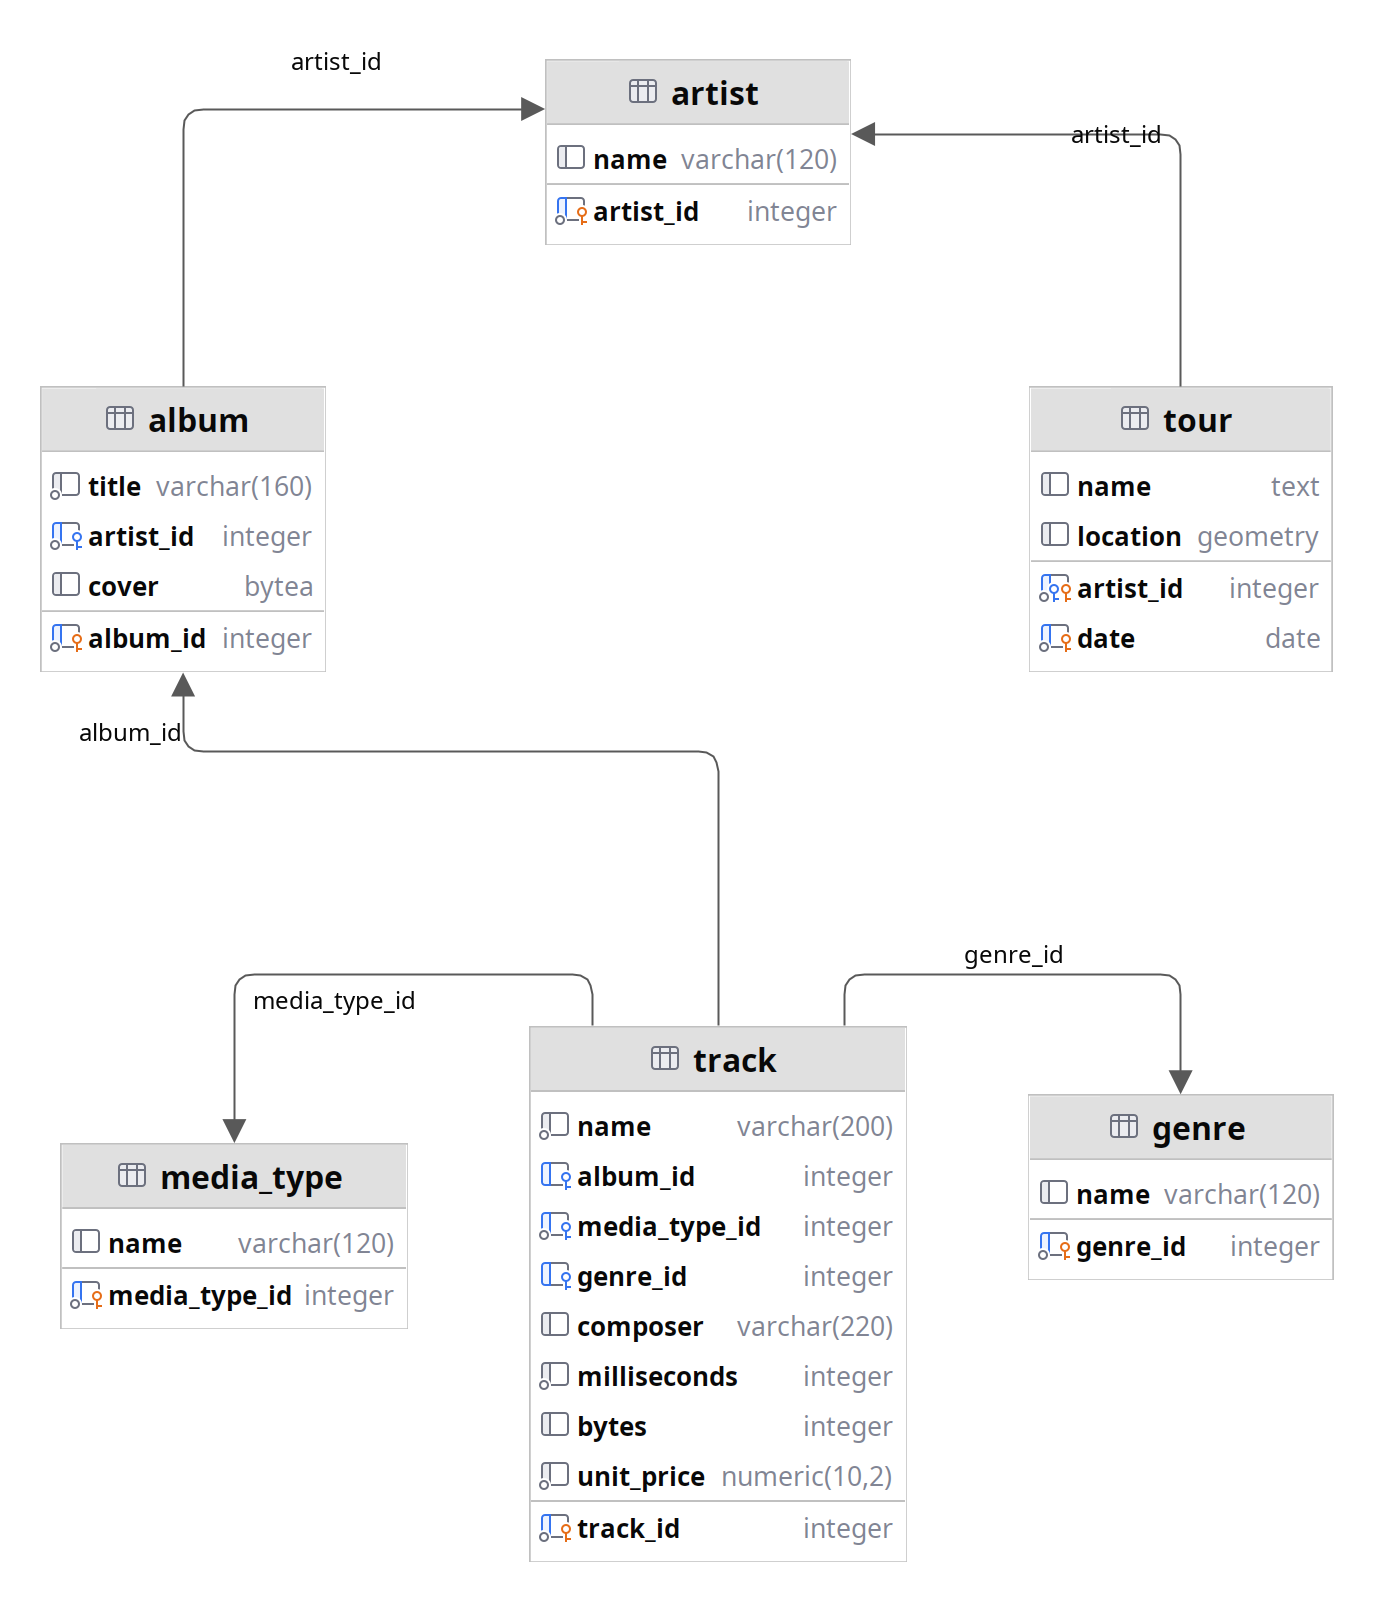 artist_id
artist
name varchar(120)
artist_id integer
artist_id
album
title varchar(160)
artist_id integer
cover bytea
album_id integer
tour
name text
location geometry
artist_id integer
date date
album_id
genre_id
media_type_id
track
name varchar(200)
album_id integer
media_type_id integer
genre_id integer
composer varchar(220)
milliseconds integer
bytes integer
unit_price numeric(10,2)
track_id integer
media_type
name varchar(120)
media_type_id integer
genre
name varchar(120)
genre_id integer